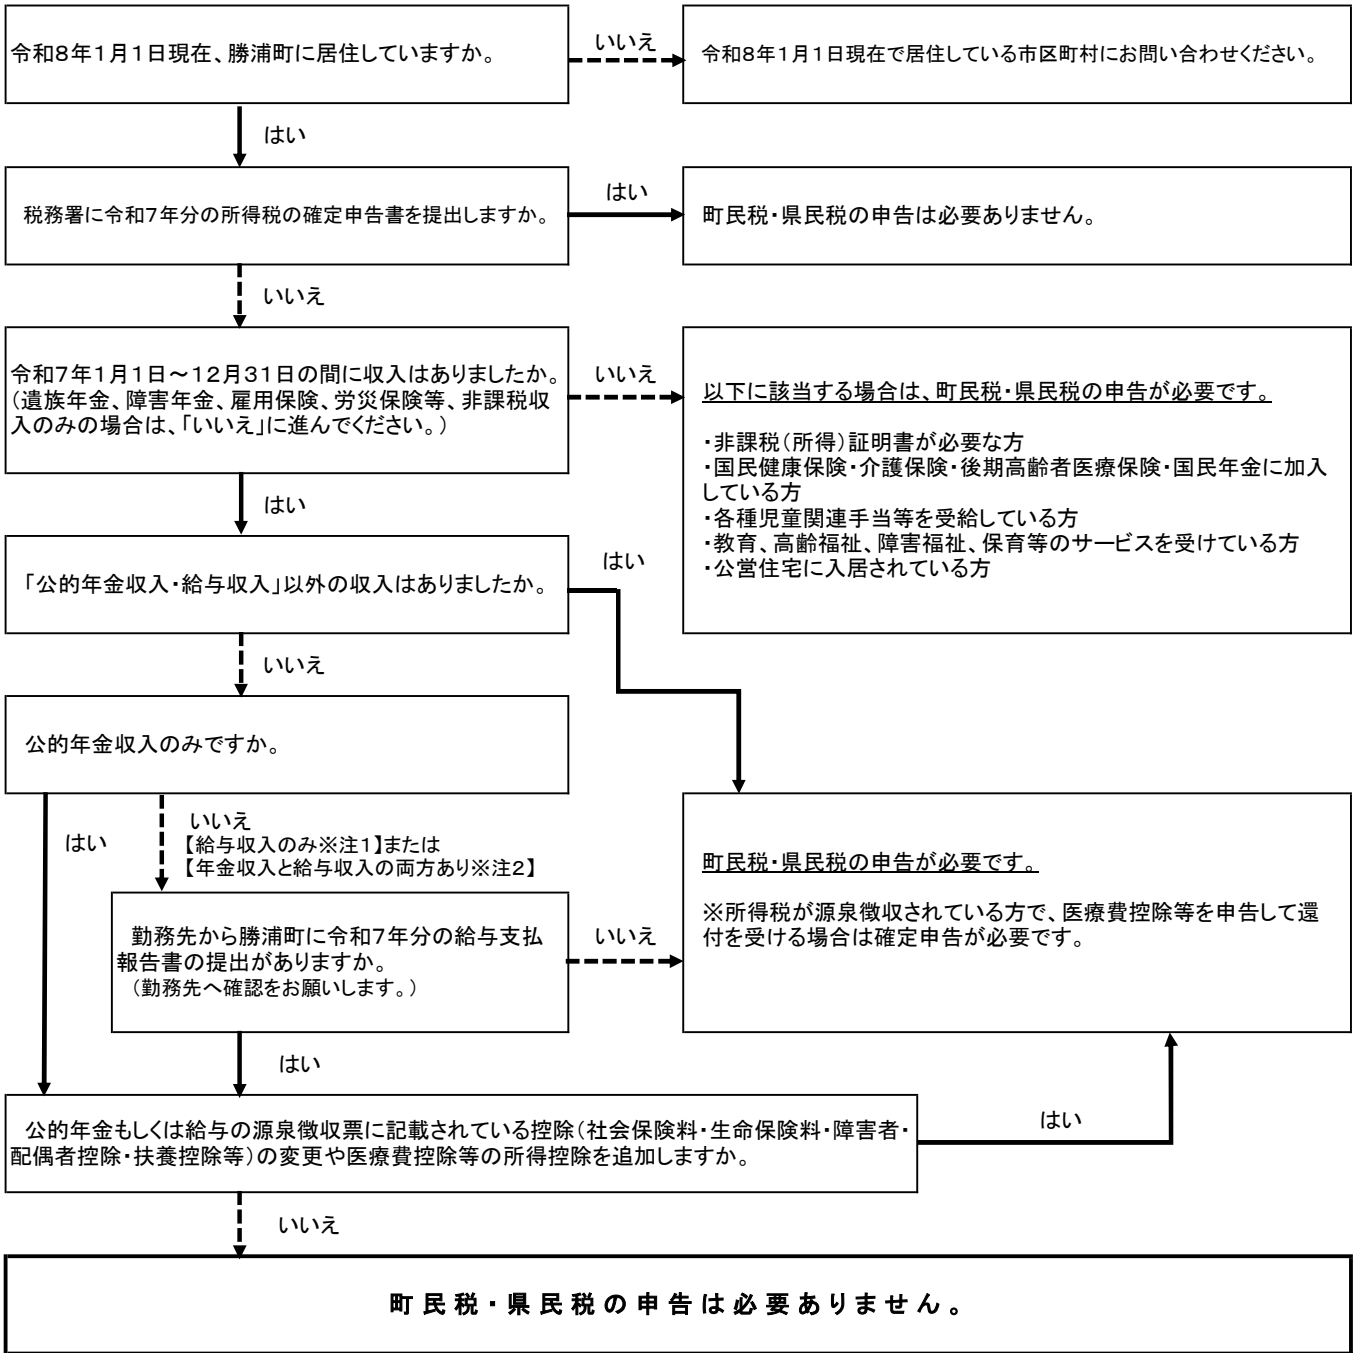 令和8年1月1日現在、勝浦町に居住していますか。
いいえ
令和8年1月1日現在で居住している市区町村にお問い合わせください。
はい
税務署に令和7年分の所得税の確定申告書を提出しますか。
はい
町民税・県民税の申告は必要ありません。
いいえ
令和7年1月1日~12月31日の間に収入はありましたか。
(遺族年金、障害年金、雇用保険、労災保険等、非課税収
入のみの場合は、「いいえ」に進んでください。)
いいえ
以下に該当する場合は、町民税・県民税の申告が必要です。
・非課税(所得)証明書が必要な方
・国民健康保険・介護保険・後期高齢者医療保険・国民年金に加入
している方
・各種児童関連手当等を受給している方
・教育、高齢福祉、障害福祉、保育等のサービスを受けている方
・公営住宅に入居されている方
はい
「公的年金収入・給与収入」以外の収入はありましたか。
はい
いいえ
公的年金収入のみですか。
はい
いいえ
【給与収入のみ※注1】または
【年金収入と給与収入の両方あり※注2】
町民税・県民税の申告が必要です。
※所得税が源泉徴収されている方で、医療費控除等を申告して還
付を受ける場合は確定申告が必要です。
勤務先から勝浦町に令和7年分の給与支払
報告書の提出がありますか。
(勤務先へ確認をお願いします。)
いいえ
はい
公的年金もしくは給与の源泉徴収票に記載されている控除(社会保険料・生命保険料・障害者・
配偶者控除・扶養控除等)の変更や医療費控除等の所得控除を追加しますか。
はい
いいえ
町民税・県民税の申告は必要ありません。